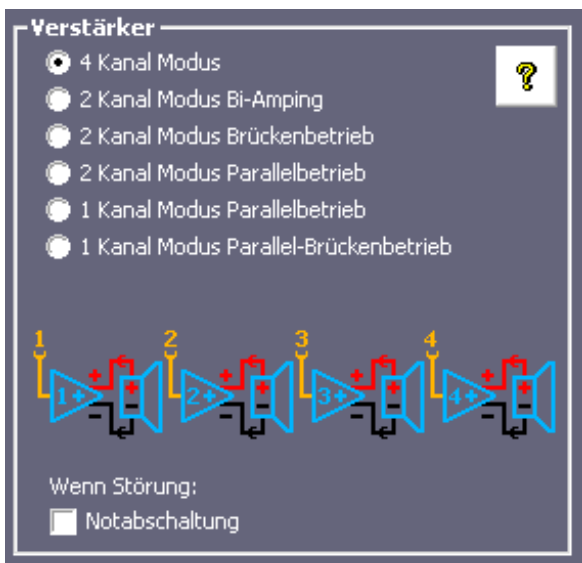 Verstärker
4 Kanal Modus
?
2 Kanal Modus Bi-Amping
2 Kanal Modus Brückenbetrieb
2 Kanal Modus Parallelbetrieb
1 Kanal Modus Parallelbetrieb
1 Kanal Modus Parallel-Brückenbetrieb
1 2 3 4
+ + + +
1+ + 2+ + 3+ + 4+ +
- - - - - - - -
Wenn Störung:
Notabschaltung